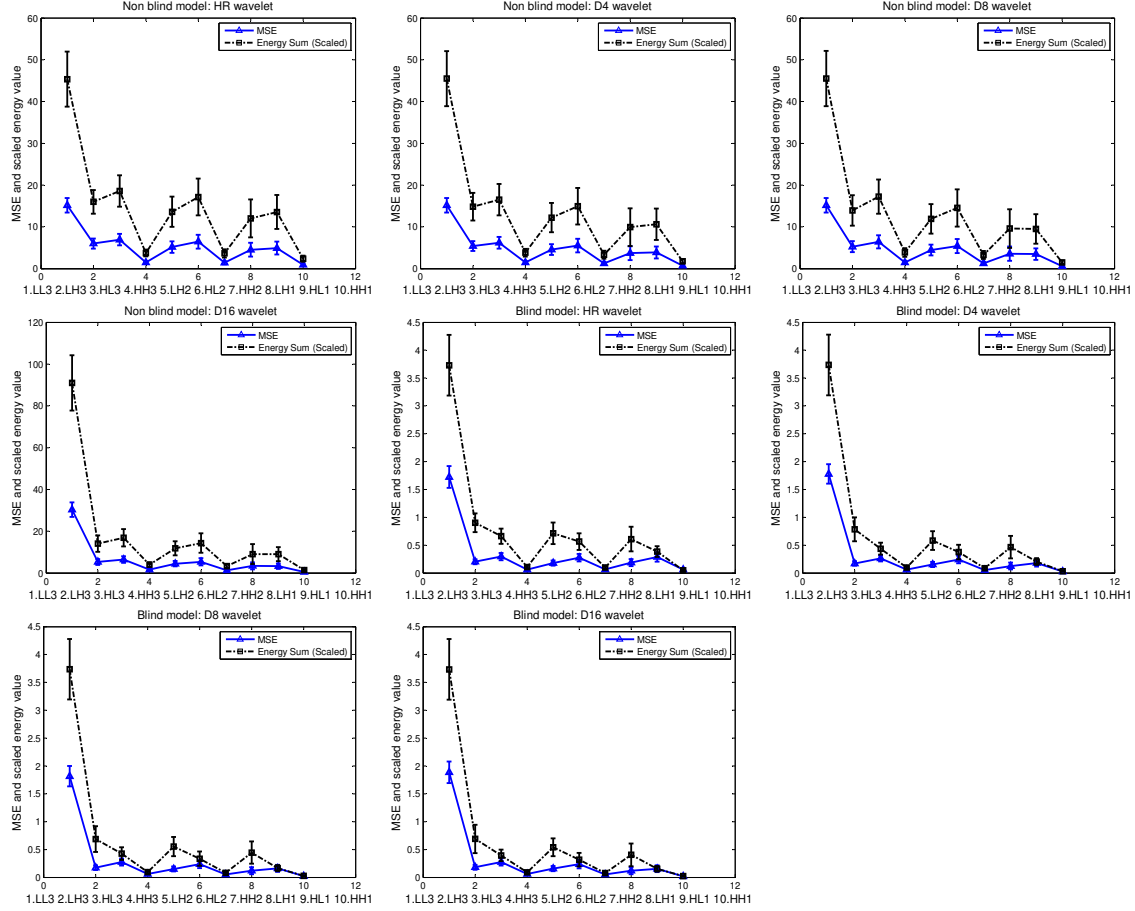 Non blind model: HR wavelet
MSE and scaled energy value
60
50
40
30
20
10
0
MSE
Energy Sum (Scaled)
0 2 4 6 8 10 12
1.LL3 2.LH3 3.HL3 4.HH3 5.LH2 6.HL2 7.HH2 8.LH1 9.HL1 10.HH1
Non blind model: D4 wavelet
MSE and scaled energy value
60
50
40
30
20
10
0
MSE
Energy Sum (Scaled)
0 2 4 6 8 10 12
1.LL3 2.LH3 3.HL3 4.HH3 5.LH2 6.HL2 7.HH2 8.LH1 9.HL1 10.HH1
Non blind model: D8 wavelet
MSE and scaled energy value
60
50
40
30
20
10
0
MSE
Energy Sum (Scaled)
0 2 4 6 8 10 12
1.LL3 2.LH3 3.HL3 4.HH3 5.LH2 6.HL2 7.HH2 8.LH1 9.HL1 10.HH1
Non blind model: D16 wavelet
MSE and scaled energy value
120
100
80
60
40
20
0
MSE
Energy Sum (Scaled)
0 2 4 6 8 10 12
1.LL3 2.LH3 3.HL3 4.HH3 5.LH2 6.HL2 7.HH2 8.LH1 9.HL1 10.HH1
Blind model: HR wavelet
MSE and scaled energy value
4.5
4
3.5
3
2.5
2
1.5
1
0.5
0
MSE
Energy Sum (Scaled)
0 2 4 6 8 10 12
1.LL3 2.LH3 3.HL3 4.HH3 5.LH2 6.HL2 7.HH2 8.LH1 9.HL1 10.HH1
Blind model: D4 wavelet
MSE and scaled energy value
4.5
4
3.5
3
2.5
2
1.5
1
0.5
0
MSE
Energy Sum (Scaled)
0 2 4 6 8 10 12
1.LL3 2.LH3 3.HL3 4.HH3 5.LH2 6.HL2 7.HH2 8.LH1 9.HL1 10.HH1
Blind model: D8 wavelet
MSE and scaled energy value
4.5
4
3.5
3
2.5
2
1.5
1
0.5
0
MSE
Energy Sum (Scaled)
0 2 4 6 8 10 12
1.LL3 2.LH3 3.HL3 4.HH3 5.LH2 6.HL2 7.HH2 8.LH1 9.HL1 10.HH1
Blind model: D16 wavelet
MSE and scaled energy value
4.5
4
3.5
3
2.5
2
1.5
1
0.5
0
MSE
Energy Sum (Scaled)
0 2 4 6 8 10 12
1.LL3 2.LH3 3.HL3 4.HH3 5.LH2 6.HL2 7.HH2 8.LH1 9.HL1 10.HH1